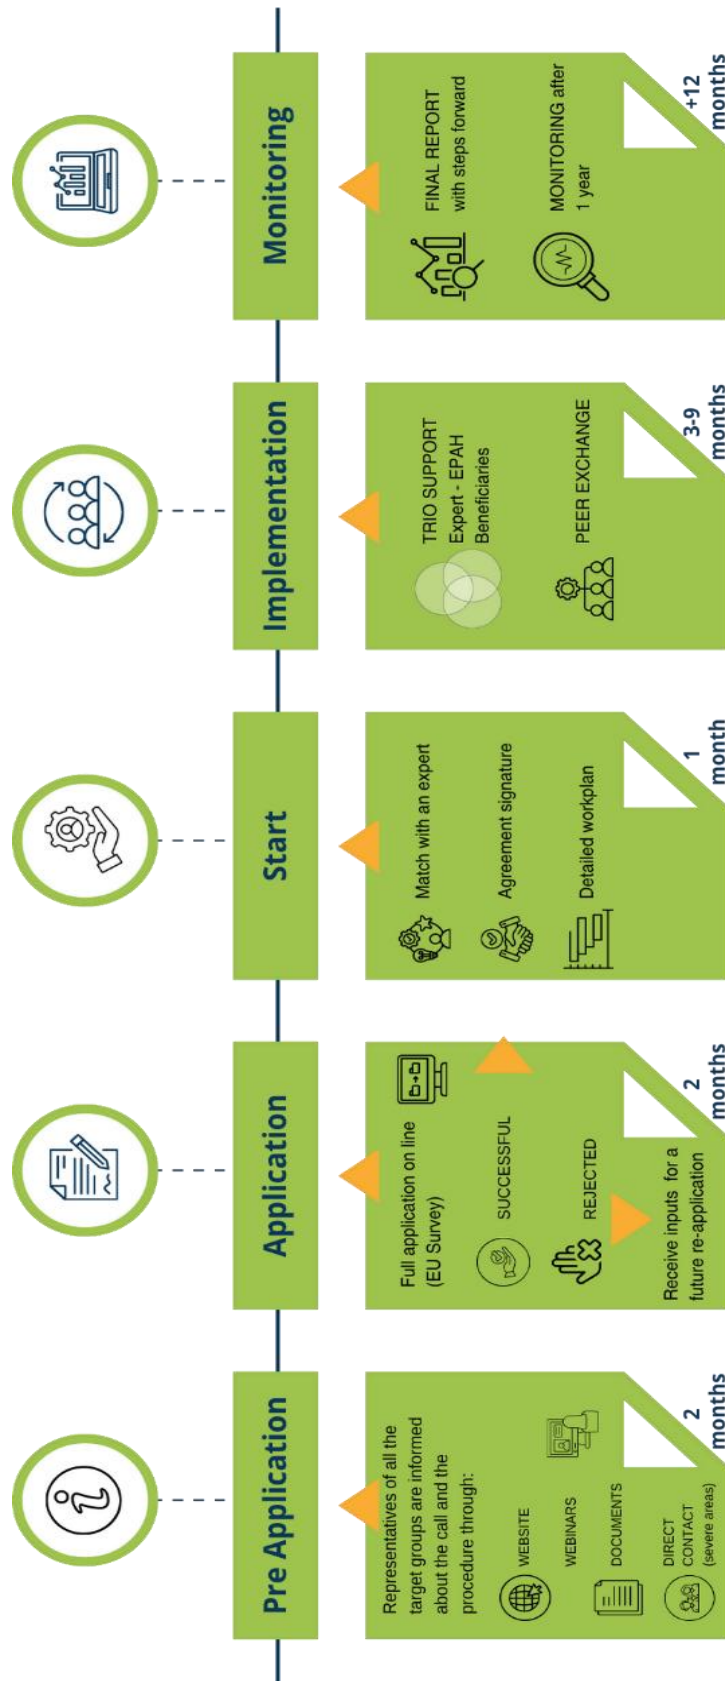 Pre Application
Representatives of all the
target groups are informed
about the call and the
procedure through:
WEBSITE
WEBINARS
DOCUMENTS
DIRECT
CONTACT
(severe areas)
2
months
Application
Full application on line
(EU Survey)
SUCCESSFUL
REJECTED
Receive inputs for a
future re-application
2
months
Start
Match with an expert
Agreement signature
Detailed workplan
1
month
Implementation
TRIO SUPPORT
Expert - EPAH
Beneficiaries
PEER EXCHANGE
3-9
months
Monitoring
FINAL REPORT
with steps forward
MONITORING after
1 year
+12
months